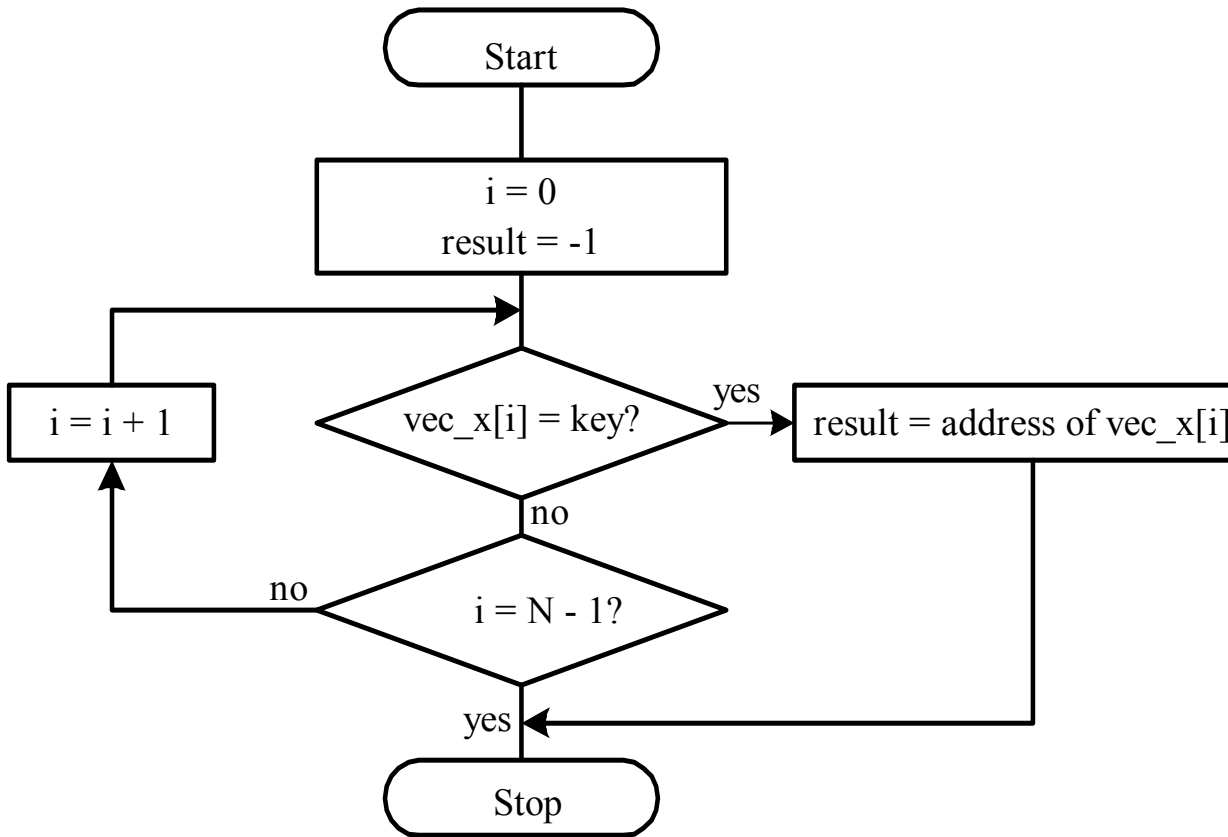 Start
i = 0
result = -1
i = i + 1
vec_x[i] = key?
yes
result = address of vec_x[i]
no
no
i = N - 1?
yes
Stop